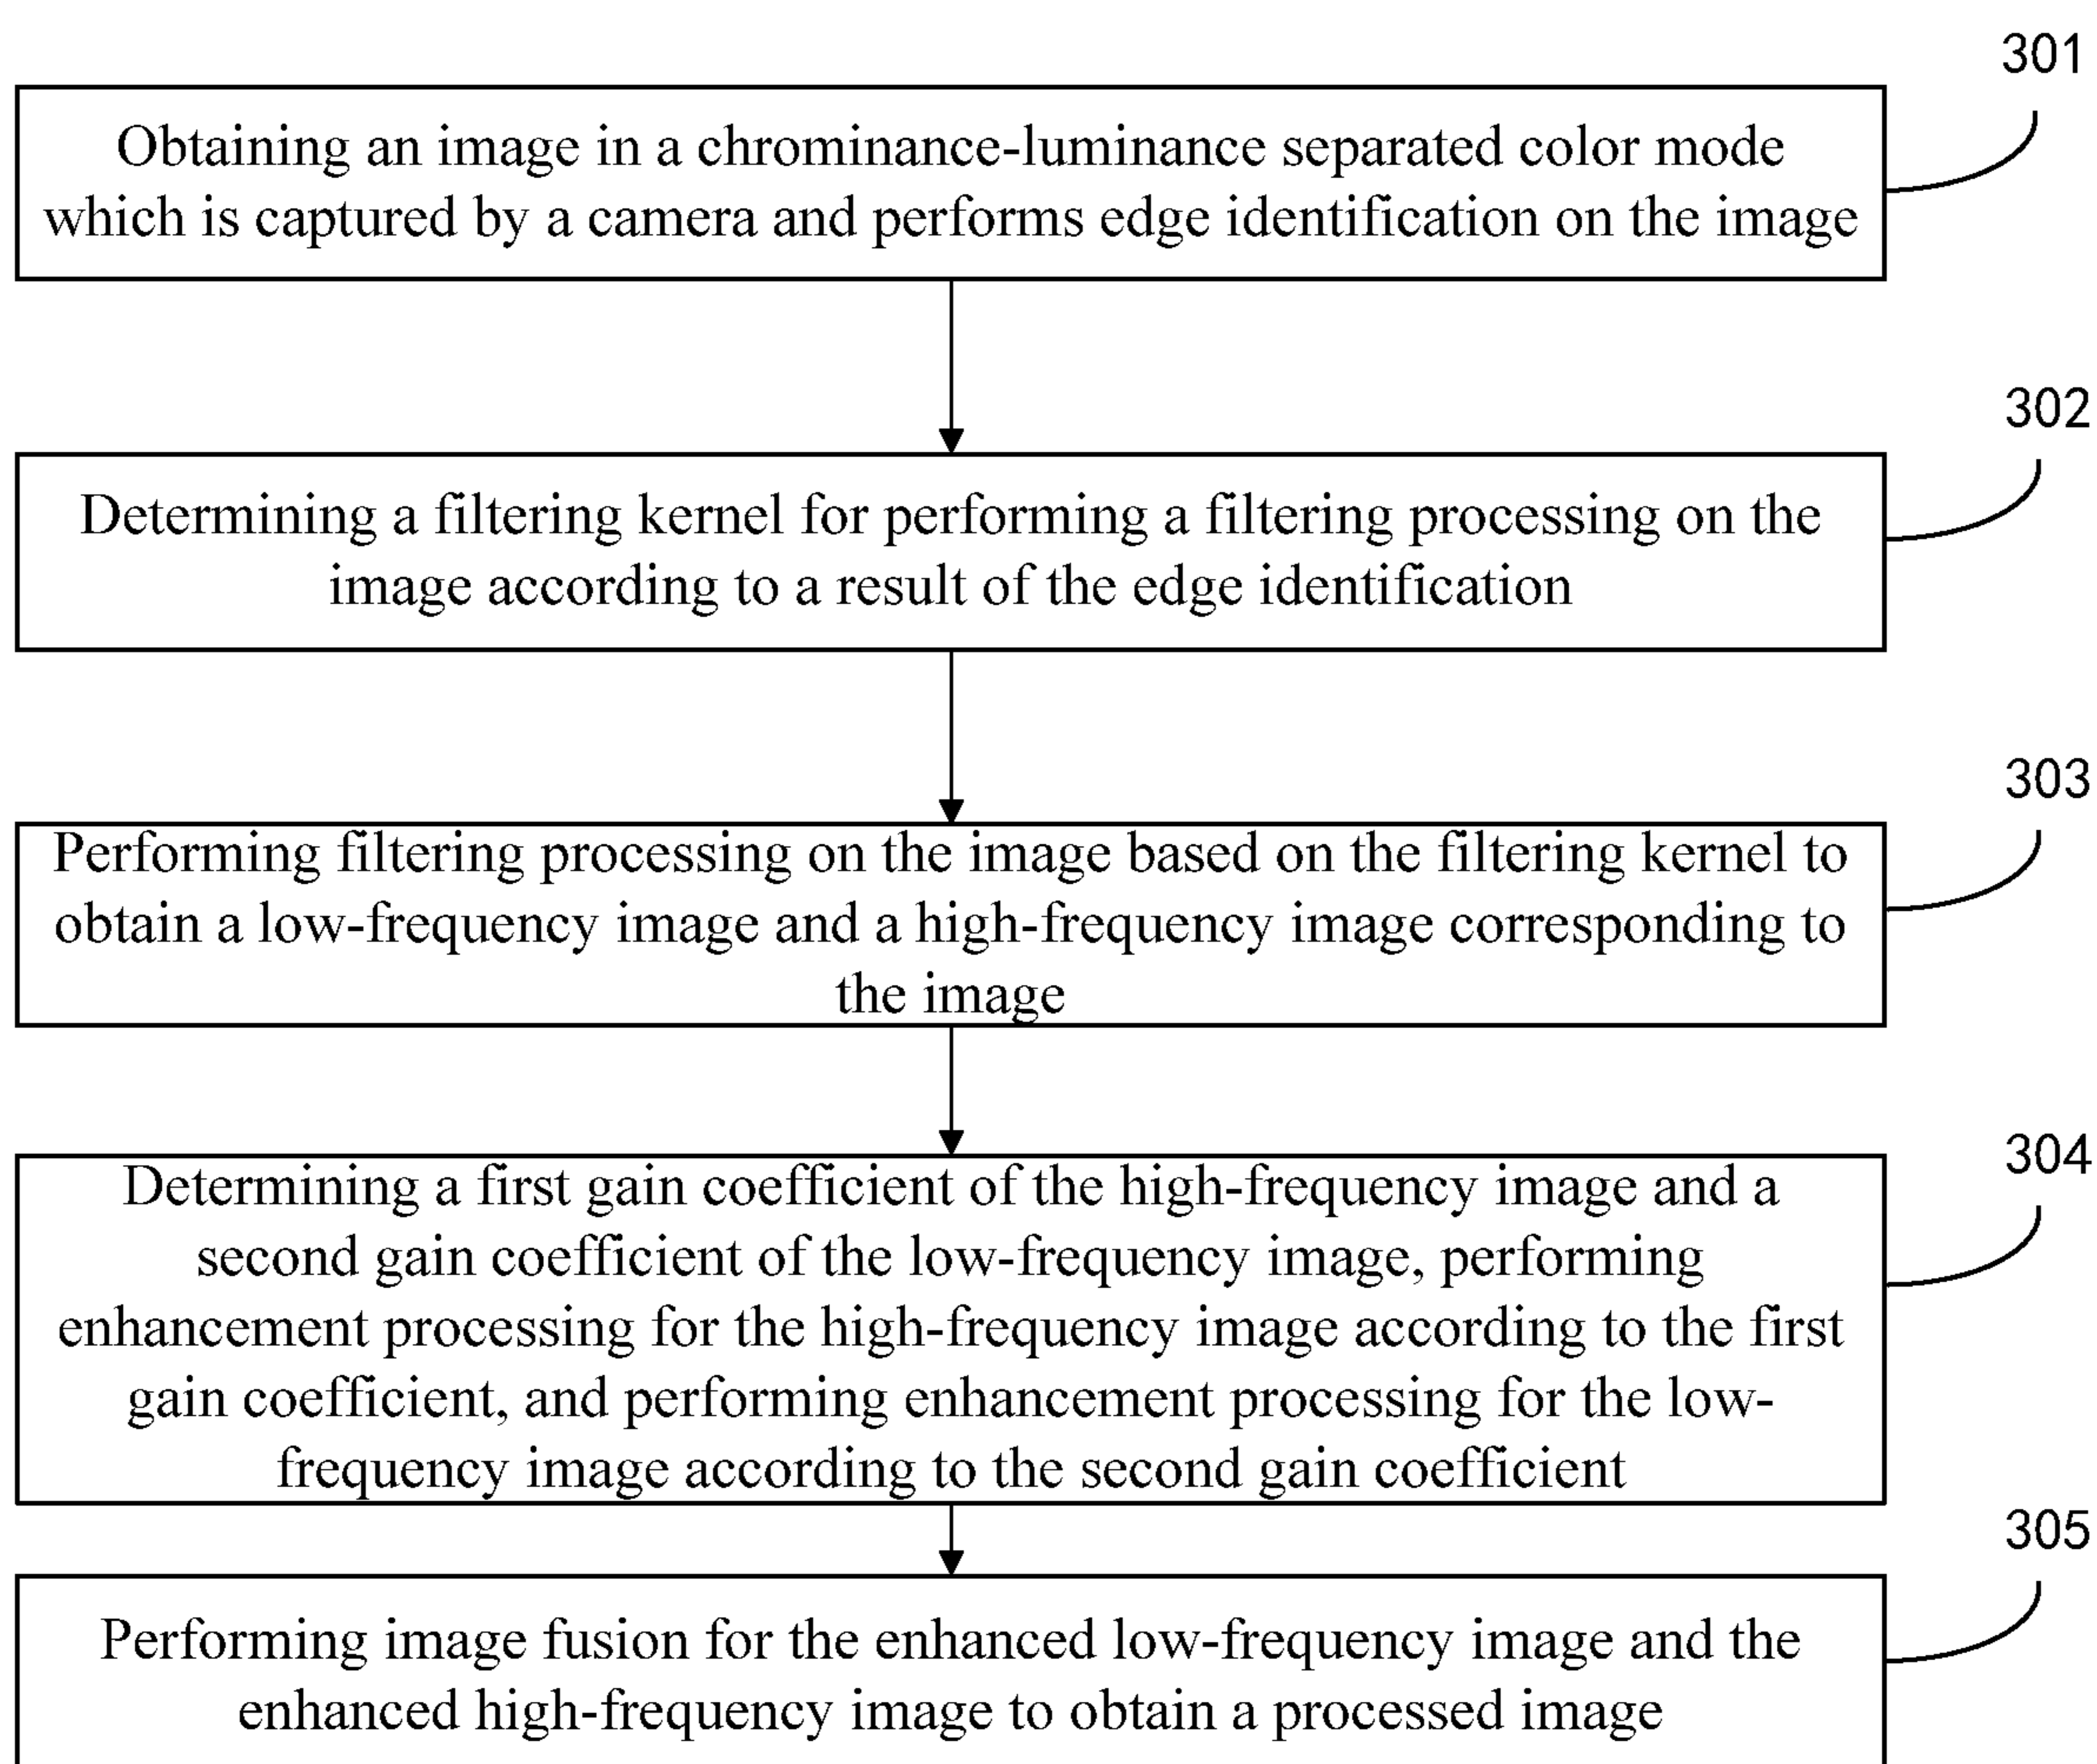 301
Obtaining an image in a chrominance-luminance separated color mode
which is captured by a camera and performs edge identification on the image
302
Determining a filtering kernel for performing a filtering processing on the
image according to a result of the edge identification
303
Performing filtering processing on the image based on the filtering kernel to
obtain a low-frequency image and a high-frequency image corresponding to
the image
304
Determining a first gain coefficient of the high-frequency image and a
second gain coefficient of the low-frequency image, performing
enhancement processing for the high-frequency image according to the first
gain coefficient, and performing enhancement processing for the low-
frequency image according to the second gain coefficient
305
Performing image fusion for the enhanced low-frequency image and the
enhanced high-frequency image to obtain a processed image